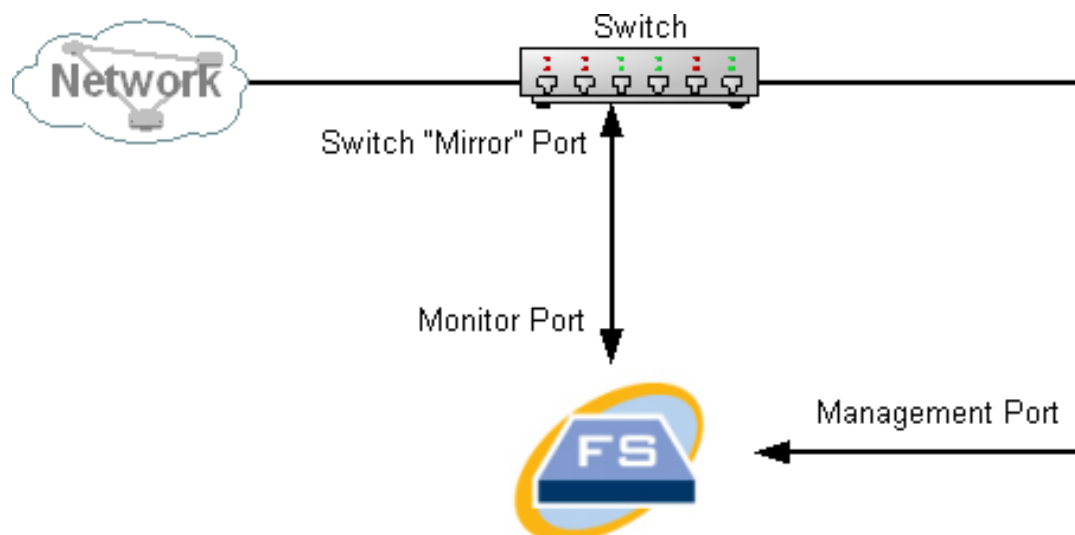 Switch
Network
Switch "Mirror" Port
Monitor Port
Management Port
FS